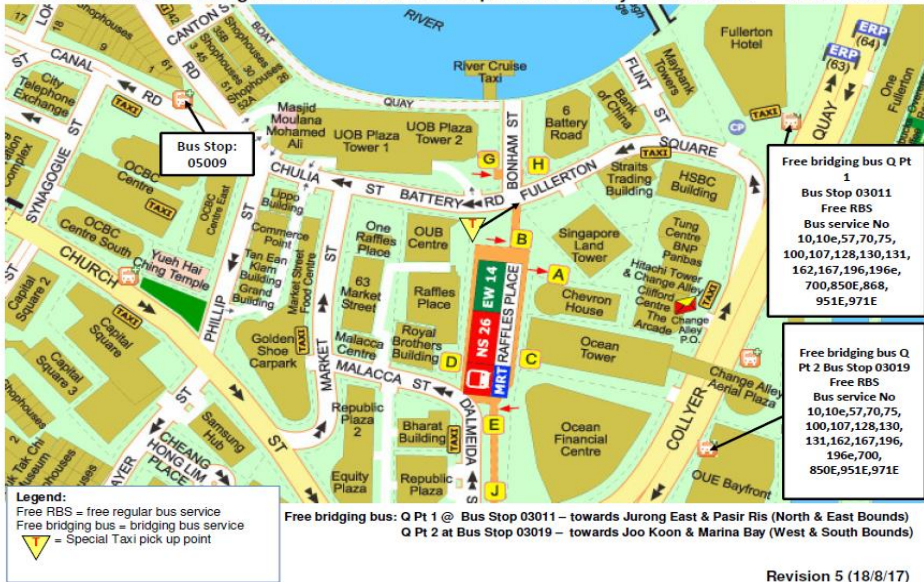 RIVER
BOAT
QUAY
River Cruise
Taxi
CANTON ST
Shophouses
Shophouses
Shophouses
CANAL RD
City
Telephone
Exchange
TAXI
SYNAGOGUE ST
Bus Stop:
05009
Masjid
Moulana
Mohamed
Ali
UOB Plaza
Tower 1
UOB Plaza
Tower 2
G
H
BONHAM ST
6
Battery
Road
Bank
of China
FLINT ST
Maybank
Towers
Fullerton
Hotel
TAXI
CP
ERP
(64)
ERP
(63)
One
Fullerton
QUAY
OCBC
Centre
TAXI
OCBC
Centre East
OCBC
Centre South
CHULIA ST
BATTERY RD
FULLERTON SQUARE
TAXI
Straits
Trading
Building
HSBC
Building
Lippo
Building
Commerce
Point
Tan Ean
Kiam
Building
Grand
Building
Market Street
Food Centre
One
Raffles
Place
OUB
Centre
T
B
A
Singapore
Land
Tower
Tung
Centre
BNP
Paribas
Hitachi Tower
& Change Alley
Clifford
Centre
The
Arcade
Change
Alley
P.O.
TAXI
Yueh Hai
Ching Temple
CHURCH ST
PHILLIP ST
63
Market
Street
Raffles
Place
EW 14
NS 26
MRT
RAFFLES PLACE
Chevron
House
Capital
Square 2
Capital
Square
Capital
Square 3
Golden
Shoe
Carpark
TAXI
MARKET ST
Malacca
Centre
Royal
Brothers
Building
D
C
Ocean
Tower
MALACCA ST
Change Alley
Aerial Plaza
COLLYER
Republic
Plaza
2
Bharat
Building
TAXI
D'ALMEIDA S
E
J
Ocean
Financial
Centre
OUE Bayfront
Samsung
Hub
CHEANG
HONG LIM
PLACE
Equity
Plaza
Republic
Plaza
Free bridging bus Q Pt
1
Bus Stop 03011
Free RBS
Bus service No
10,10e,57,70,75,
100,107,128,130,131,
162,167,196,196e,
700,850E,868,
951E,971E
Free bridging bus Q
Pt 2 Bus Stop 03019
Free RBS
Bus service No
10,10e,57,70,75,
100,107,128,130,
131,162,167,196,
196e,700,
850E,951E,971E
Legend:
Free RBS = free regular bus service
Free bridging bus = bridging bus service
T = Special Taxi pick up point
Free bridging bus: Q Pt 1 @ Bus Stop 03011 – towards Jurong East & Pasir Ris (North & East Bounds)
Q Pt 2 at Bus Stop 03019 – towards Joo Koon & Marina Bay (West & South Bounds)
Revision 5 (18/8/17)